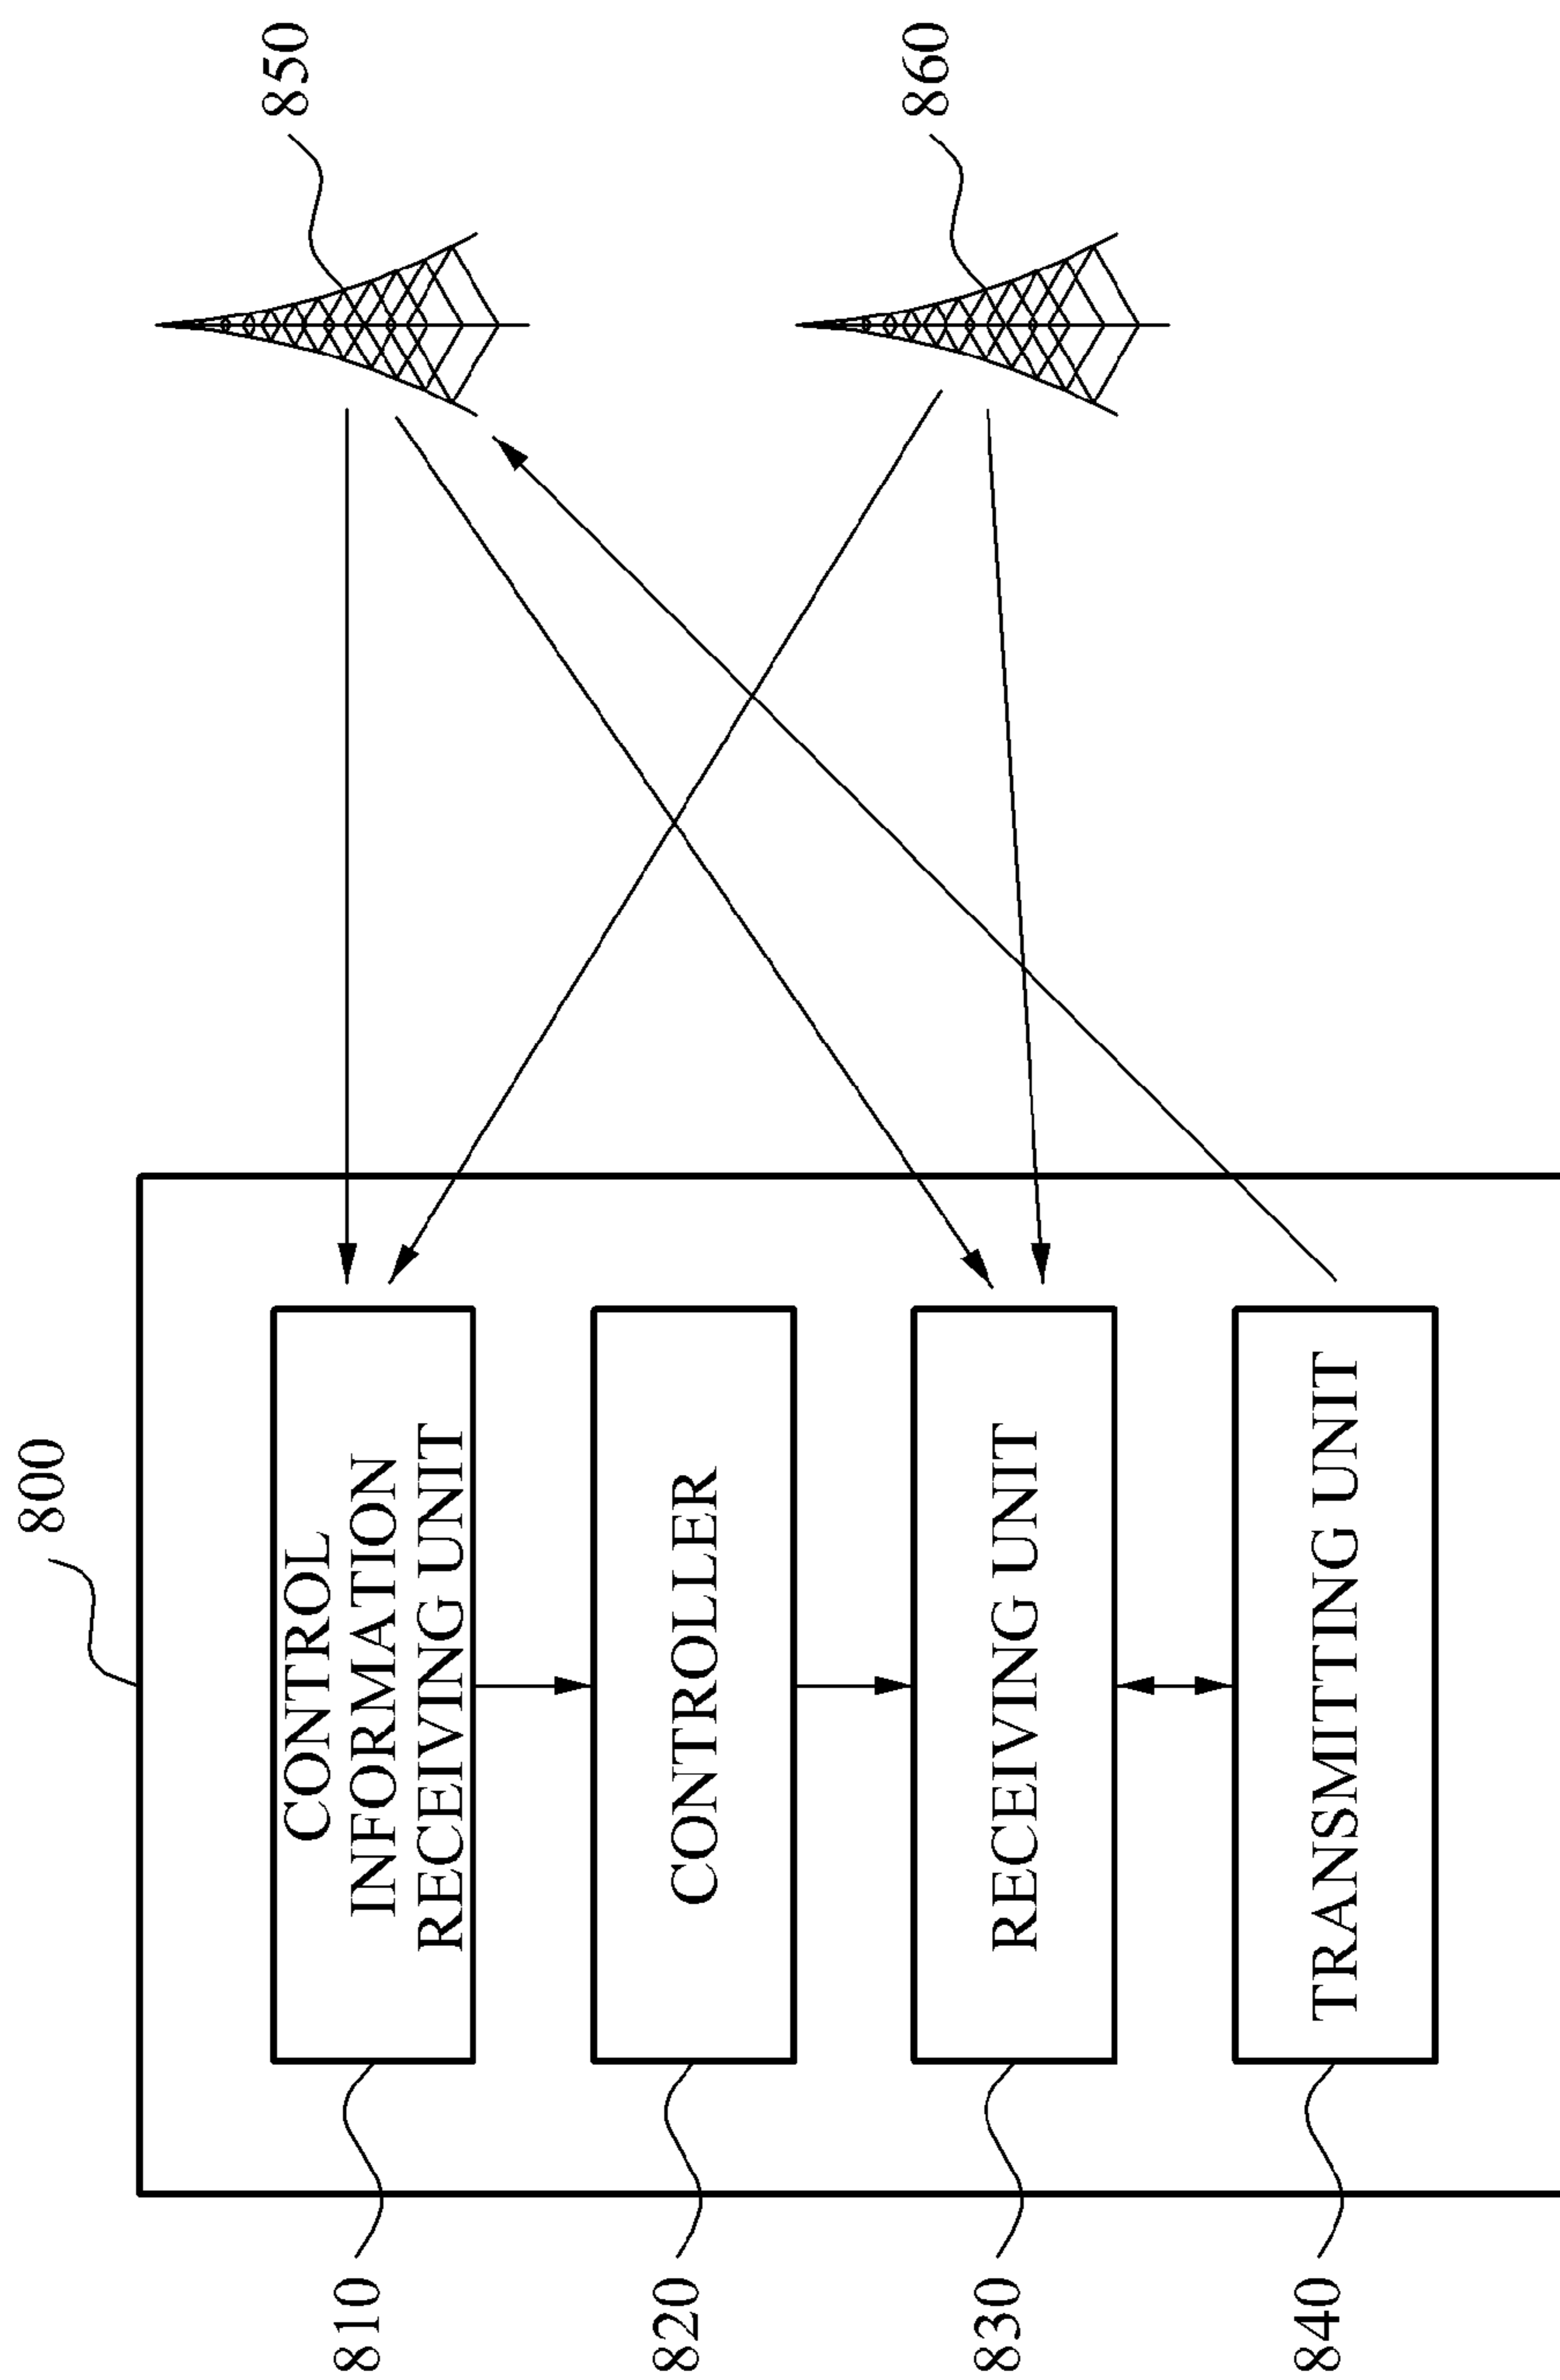 800
810
CONTROL
INFORMATION
RECEIVING UNIT
820
CONTROLLER
830
RECEIVING UNIT
840
TRANSMITTING UNIT
850
860